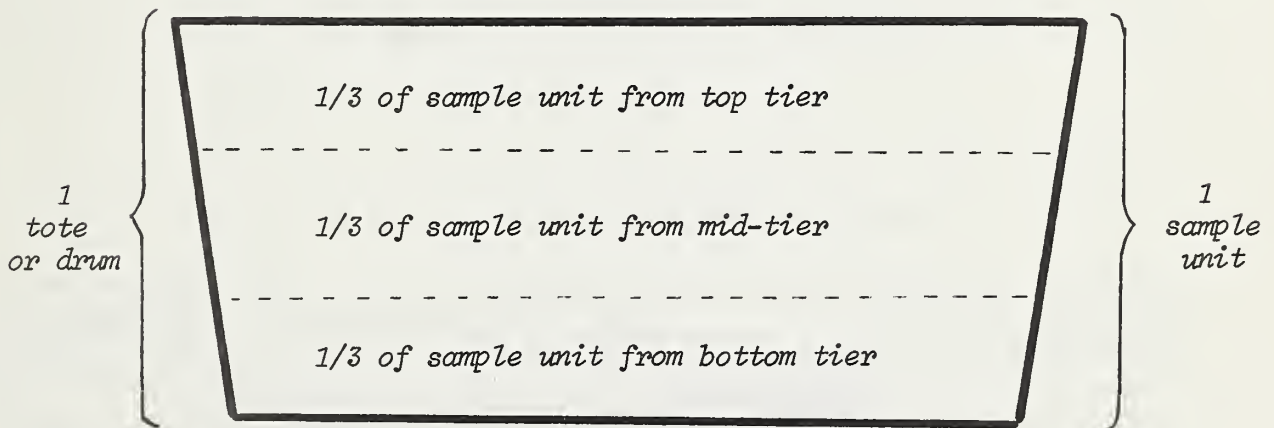 1/3 of sample unit from top tier
1
tote
or drum
1/3 of sample unit from mid-tier
1
sample
unit
1/3 of sample unit from bottom tier